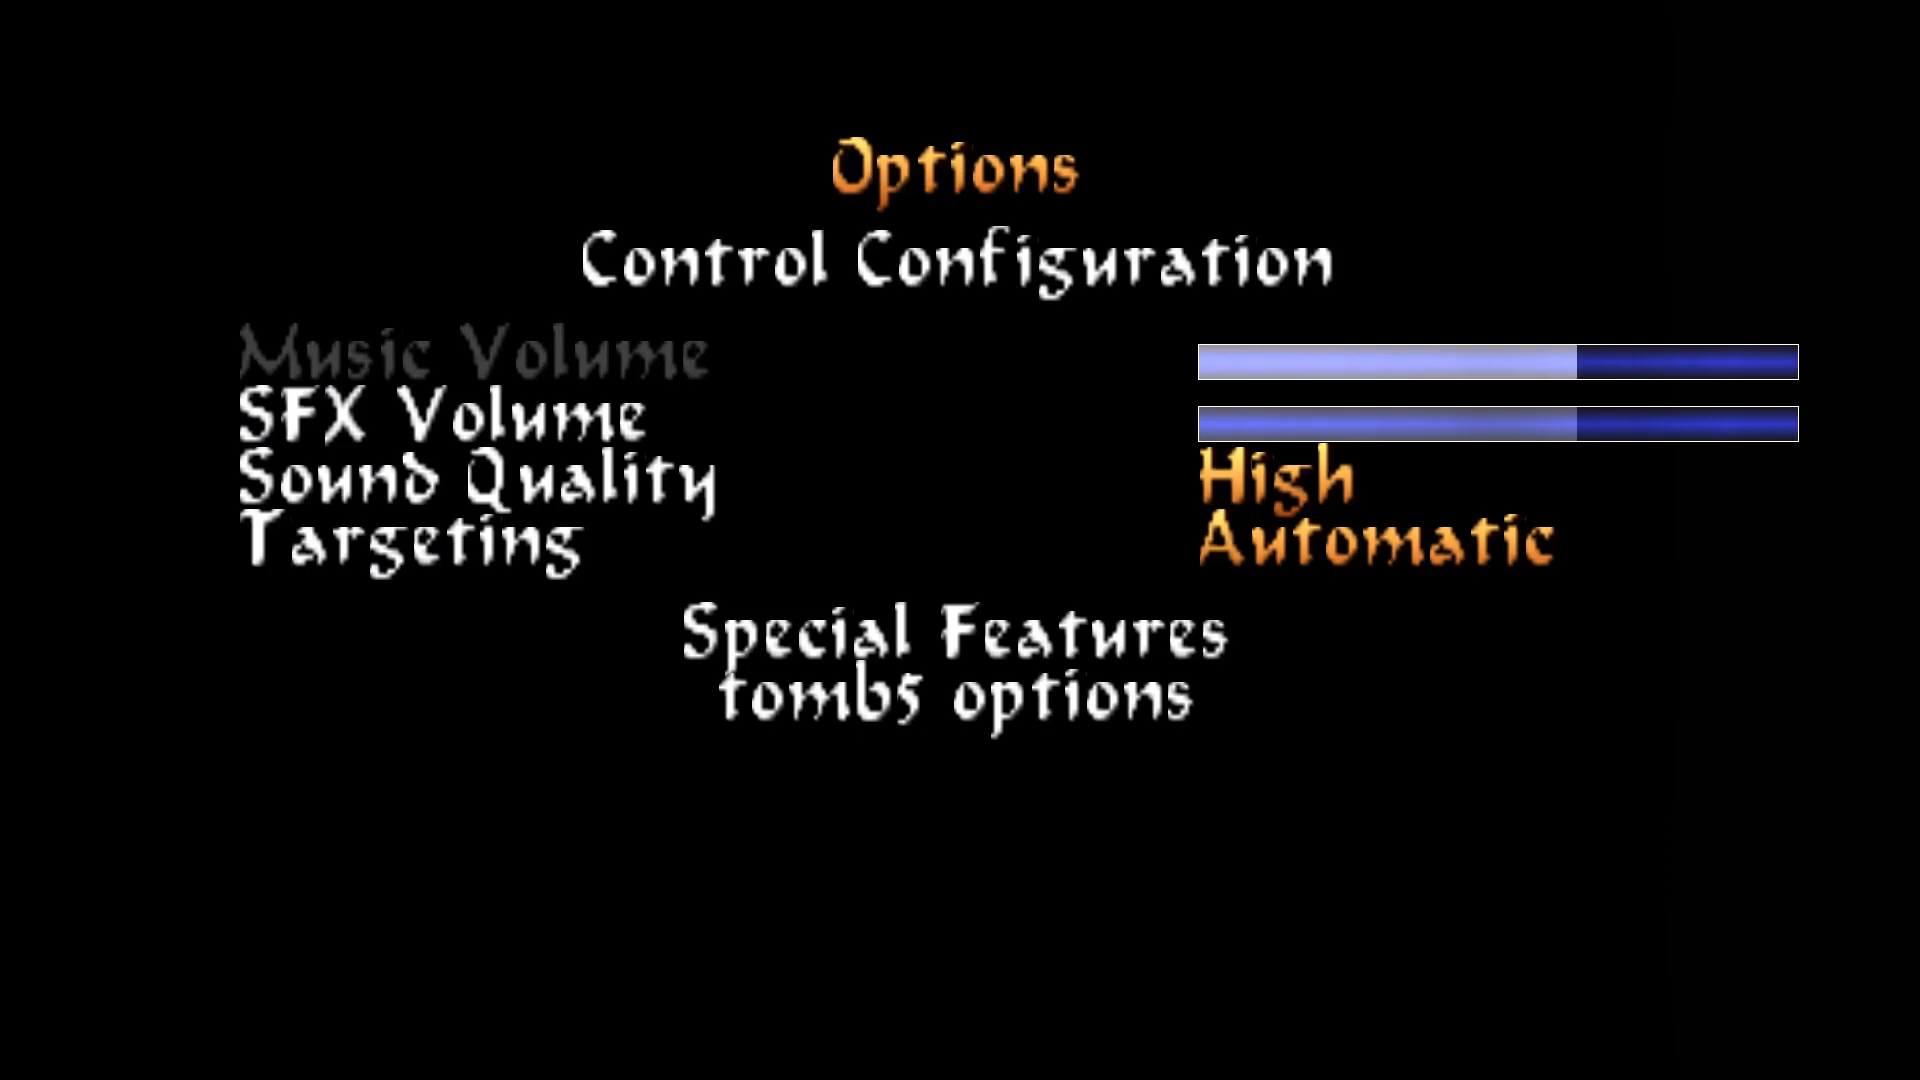 Options
Control Configuration
Music Volume
SFX Volume
Sound Quality High
Targeting Automatic
Special Features
tomb5 options